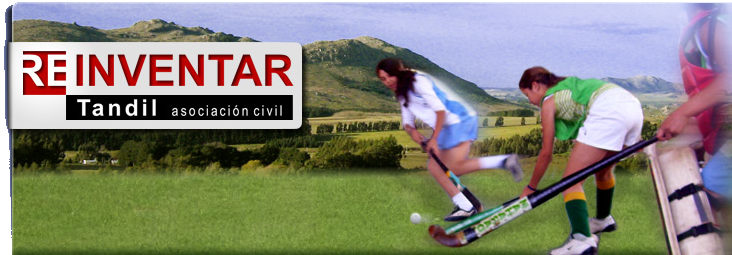 REINVENTAR
Tandil asociación civil